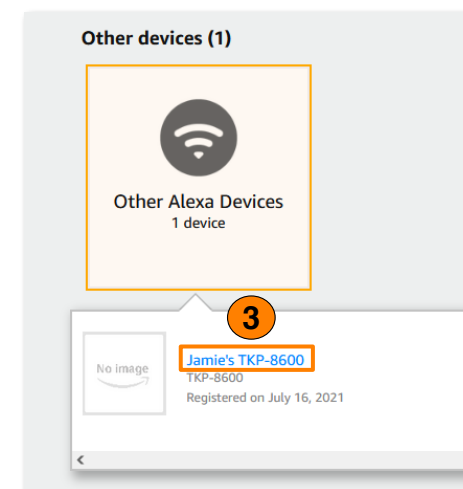 Other devices (1)
Other Alexa Devices
1 device
3
No image
Jamie's TKP-8600
TKP-8600
Registered on July 16, 2021
<